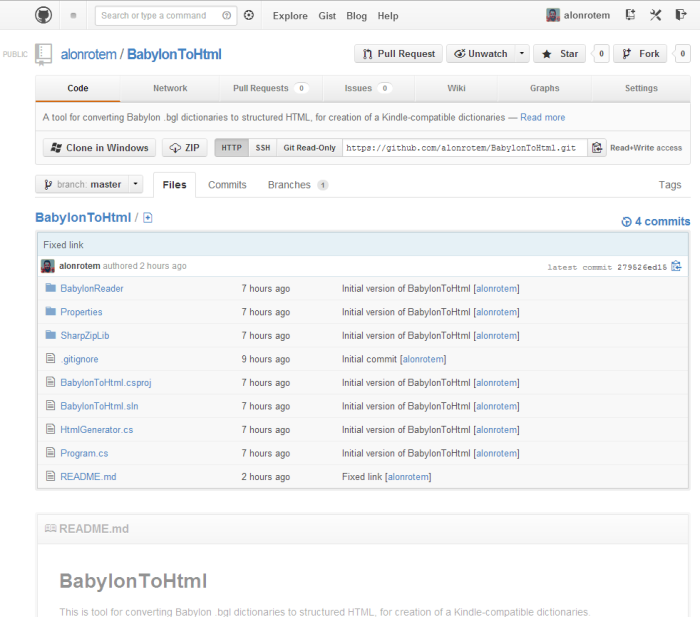 Search or type a command
Explore Gist Blog Help
alonrotem
PUBLIC
alonrotem / BabylonToHtml
Pull Request
Unwatch
Star
0
Fork
0
Code
Network
Pull Requests 0
Issues 0
Wiki
Graphs
Settings
A tool for converting Babylon .bgl dictionaries to structured HTML, for creation of a Kindle-compatible dictionaries — Read more
Clone in Windows
ZIP
HTTP
SSH
Git Read-Only
https://github.com/alonrotem/BabylonToHtml.git
Read+Write access
branch: master
Files
Commits
Branches 1
Tags
BabylonToHtml /
4 commits
Fixed link
alonrotem authored 2 hours ago
latest commit 279526ed15
BabylonReader 7 hours ago Initial version of BabylonToHtml [alonrotem]
Properties 7 hours ago Initial version of BabylonToHtml [alonrotem]
SharpZipLib 7 hours ago Initial version of BabylonToHtml [alonrotem]
.gitignore 9 hours ago Initial commit [alonrotem]
BabylonToHtml.csproj 7 hours ago Initial version of BabylonToHtml [alonrotem]
BabylonToHtml.sln 7 hours ago Initial version of BabylonToHtml [alonrotem]
HtmlGenerator.cs 7 hours ago Initial version of BabylonToHtml [alonrotem]
Program.cs 7 hours ago Initial version of BabylonToHtml [alonrotem]
README.md 2 hours ago Fixed link [alonrotem]
README.md
BabylonToHtml
This is tool for converting Babylon .bgl dictionaries to structured HTML, for creation of a Kindle-compatible dictionaries.